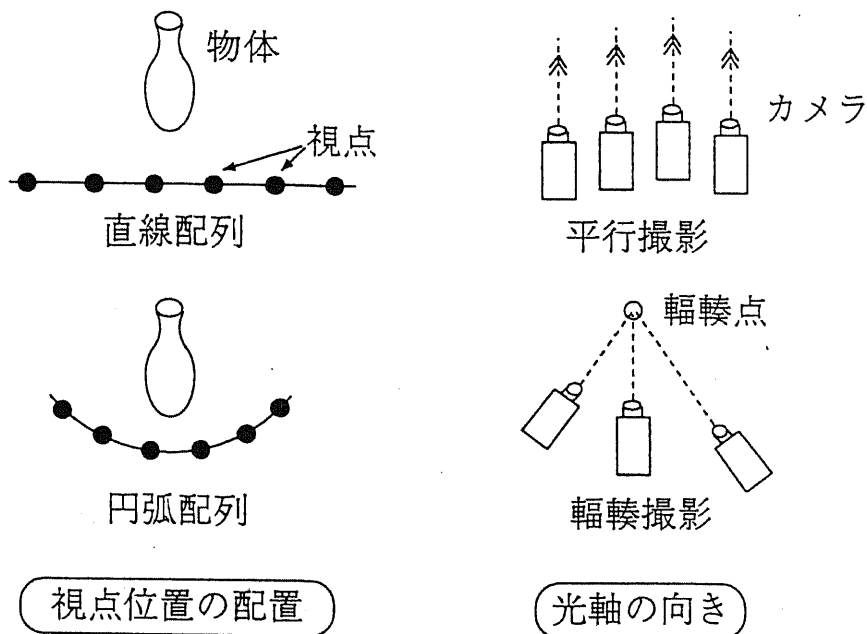 物体
視点
直線配列
カメラ
平行撮影
輻輳点
円弧配列
輻輳撮影
視点位置の配置
光軸の向き